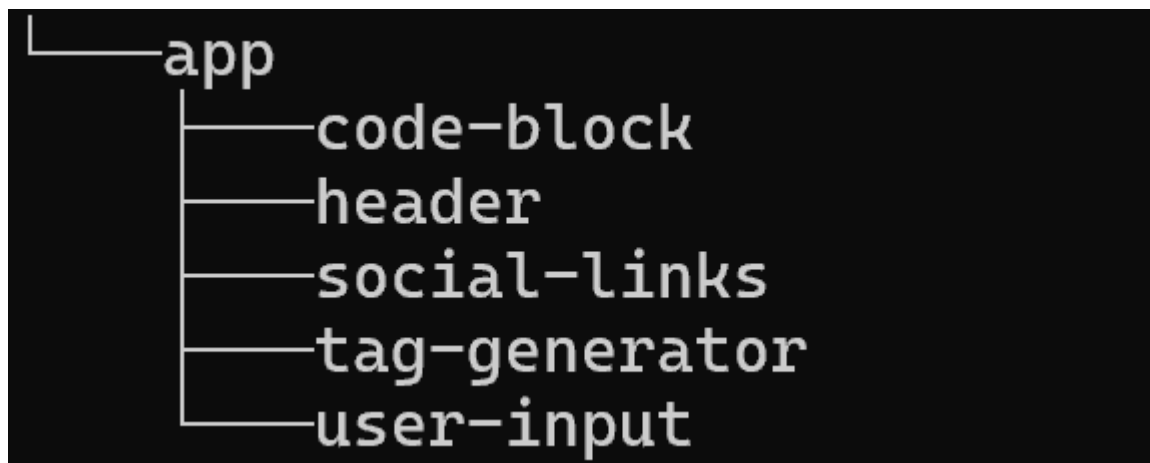 app
code-block
header
social-links
tag-generator
user-input